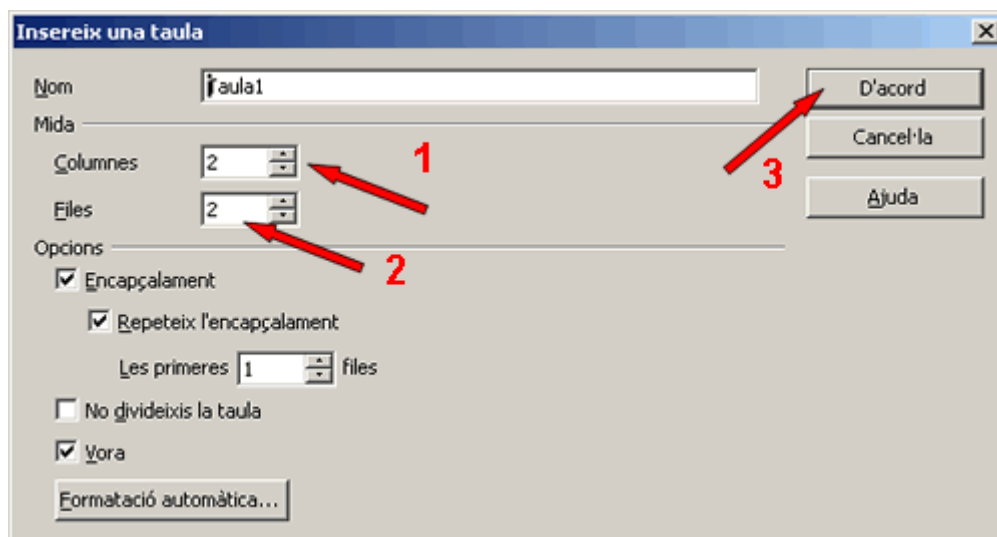 Insereix una taula
Nom Taula1 D'acord
Mida
Cancel·la
Columnes 2 1
3
Files 2 Ajuda
Opcions
2
Encapçalament
Repeteix l'encapçalament
Les primeres 1 files
No divideixis la taula
Vora
Formatació automàtica...